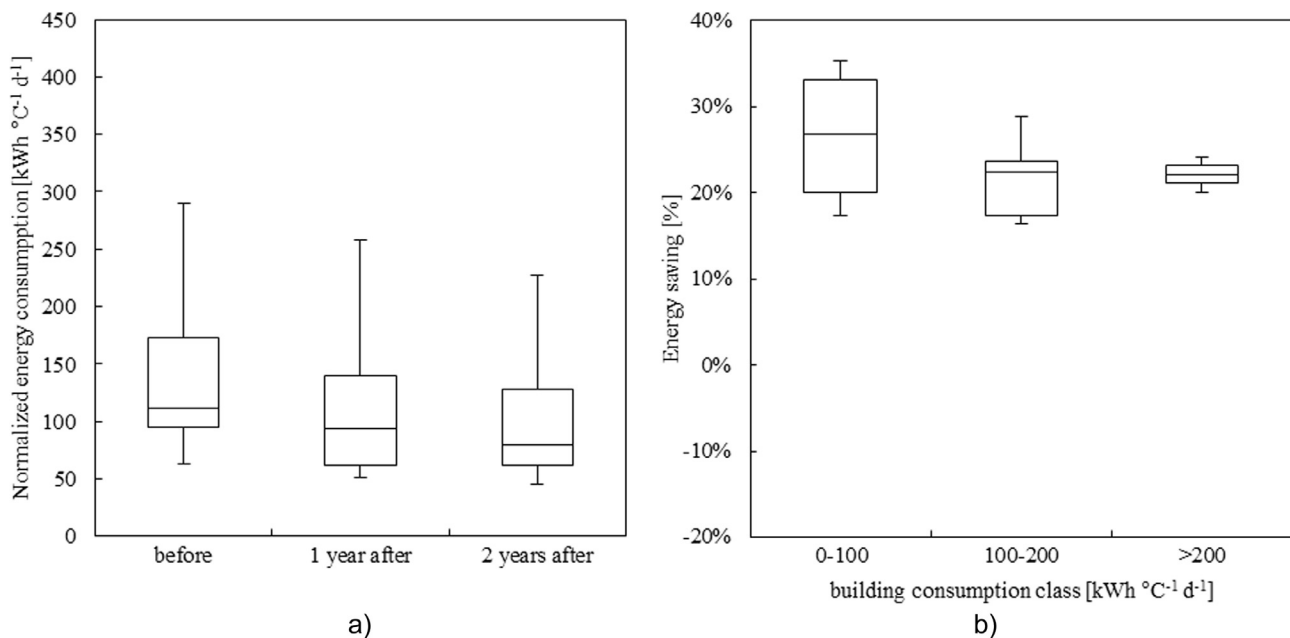 Normalized energy consumpption [kWh °C⁻¹ d⁻¹]
450
400
350
300
250
200
150
100
50
0
before 1 year after 2 years after
a)
Energy saving [%]
40%
30%
20%
10%
0%
-10%
-20%
0-100 100-200 >200
building consumption class [kWh °C⁻¹ d⁻¹]
b)